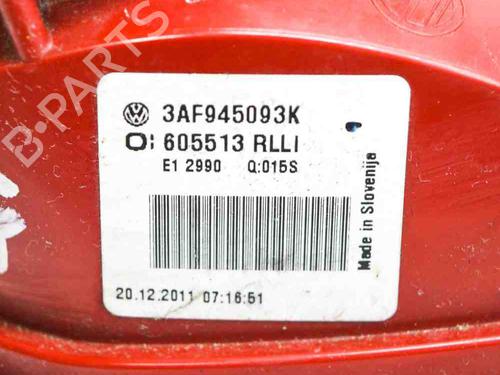 3AF945093K
O: 605513 RLLI
E1 2990 Q:015S
20.12.2011 07:16:51
Made in Slovenija
B-PARTS